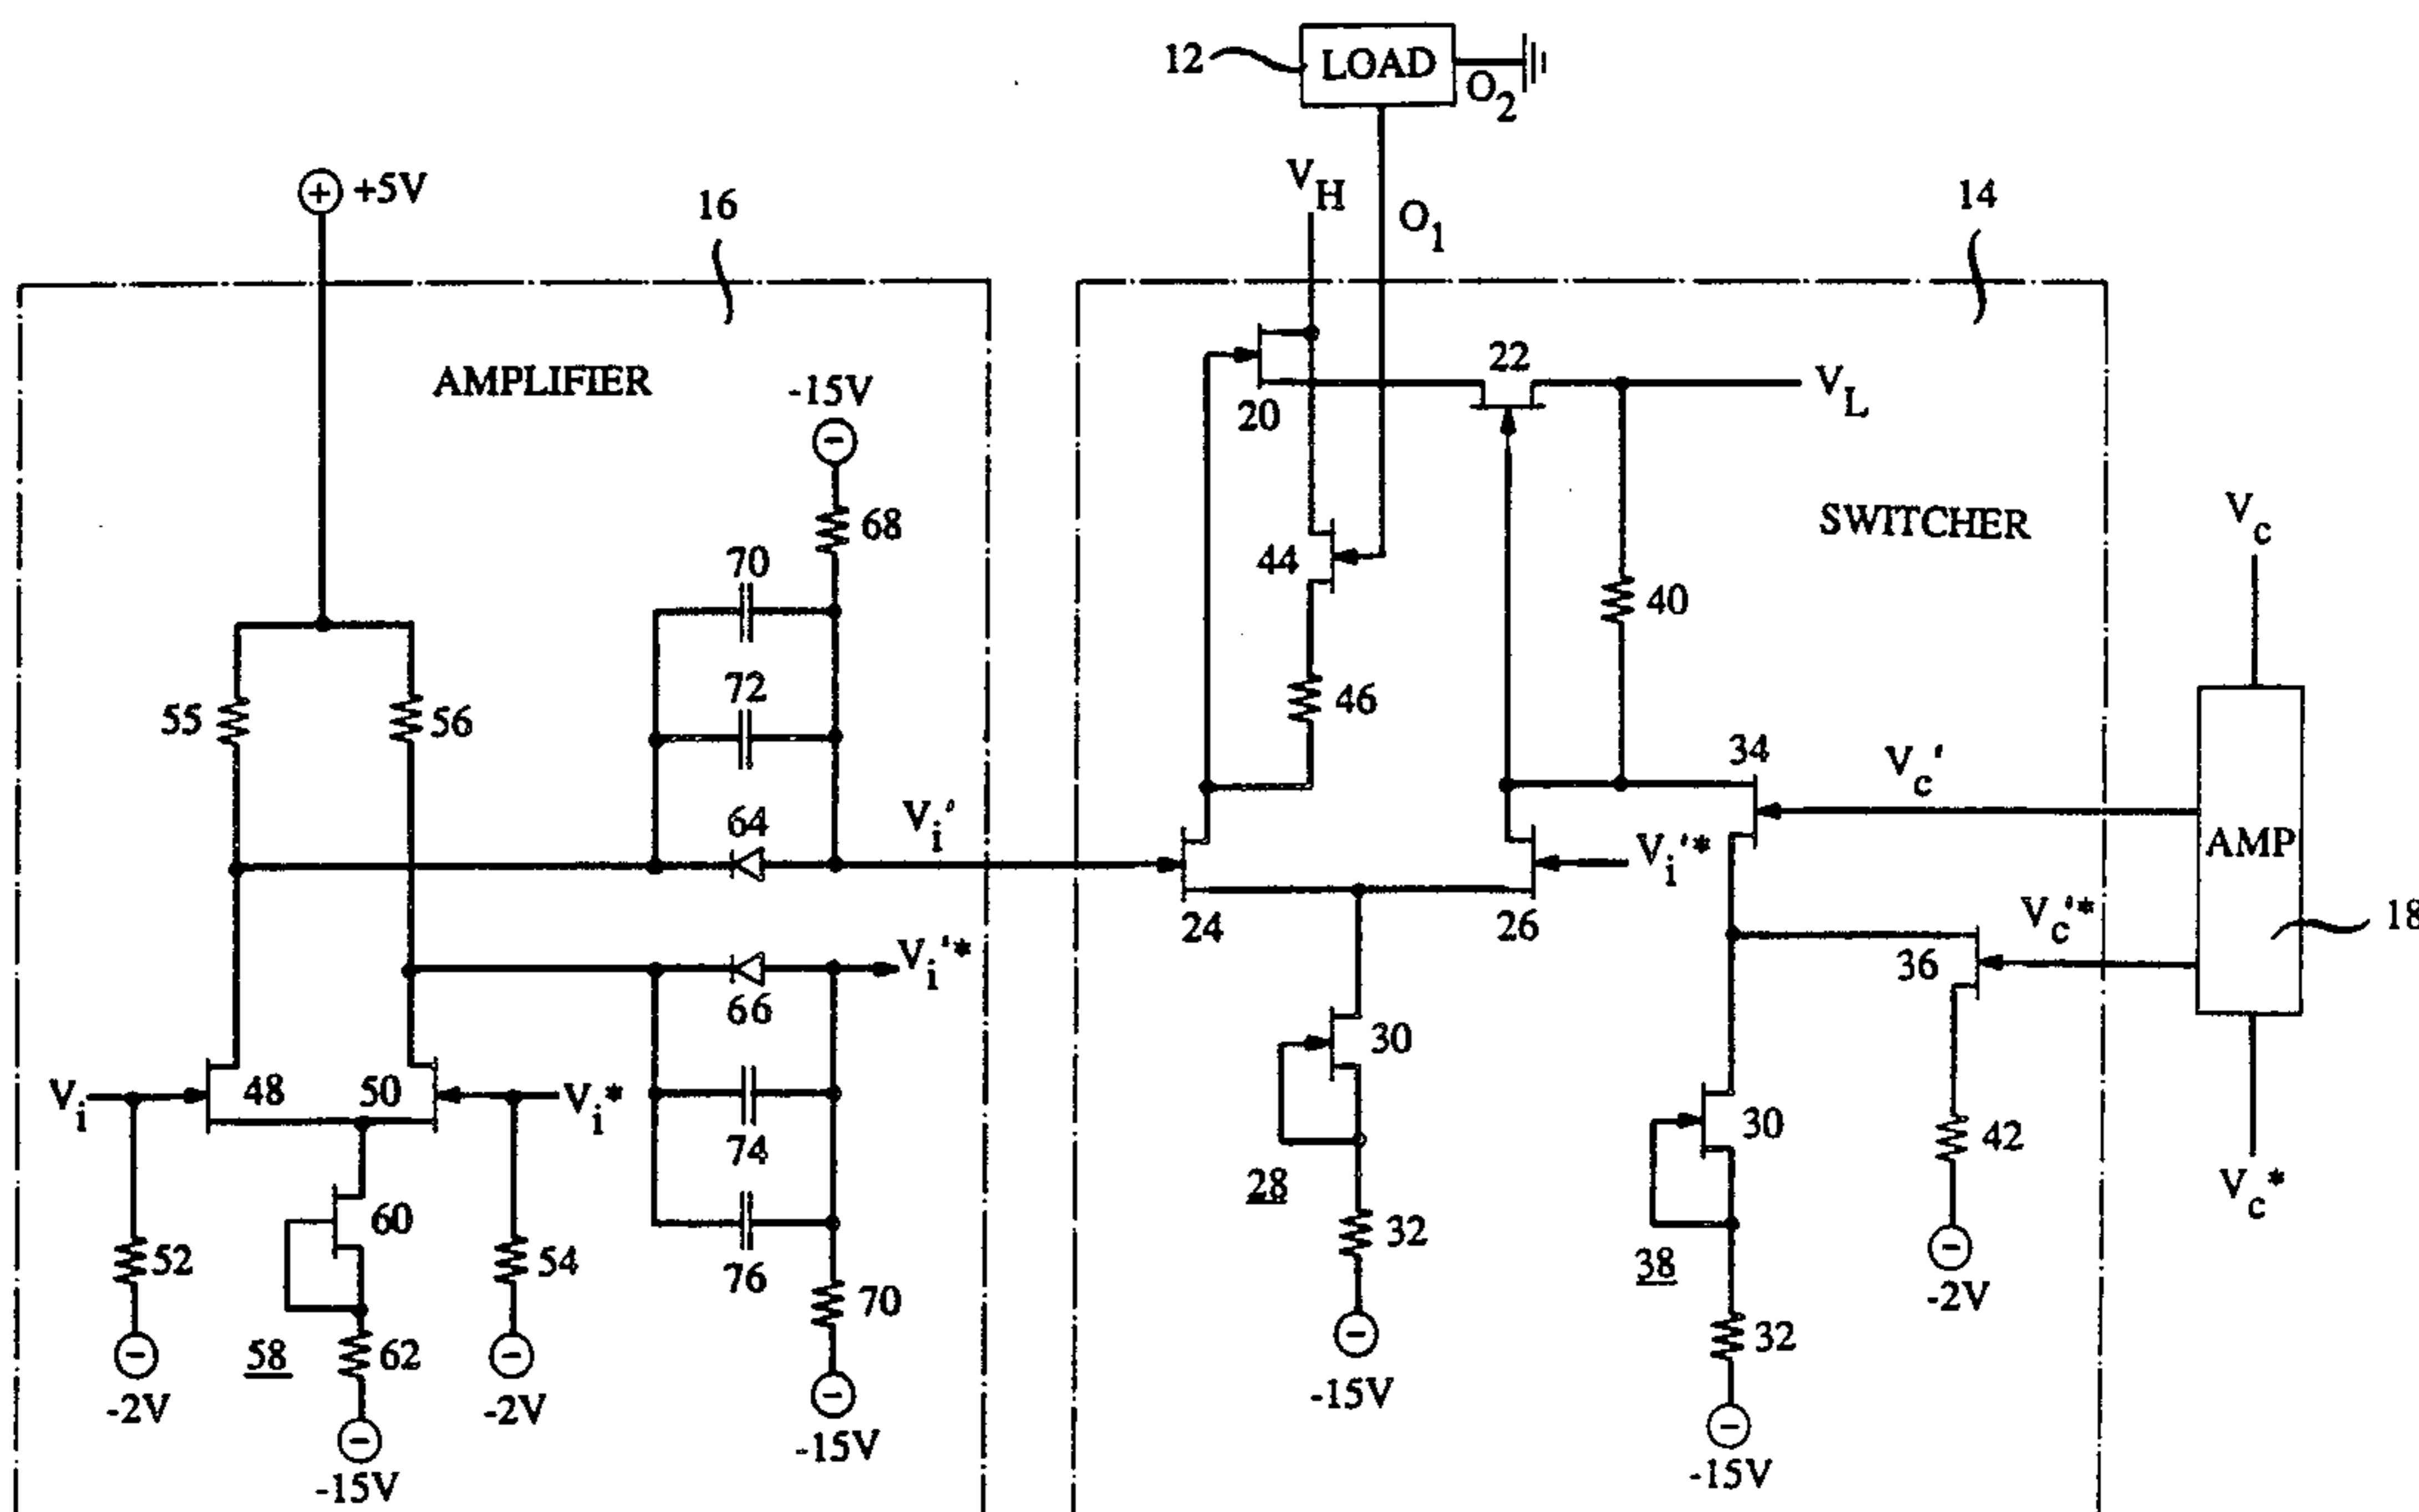 12
LOAD
O2
VH
O1
+5V
16
14
AMPLIFIER
-15V
20
22
VL
SWITCHER
68
70
44
40
Vc
72
46
55
56
34
Vc'
64
Vi'
AMP
Vi'*
24
26
Vc'*
18
36
Vi'*
66
30
Vi
48
50
Vi*
74
30
42
28
60
Vc*
52
54
76
32
38
70
-2V
58
62
32
-2V
-2V
-15V
-15V
-15V
-15V